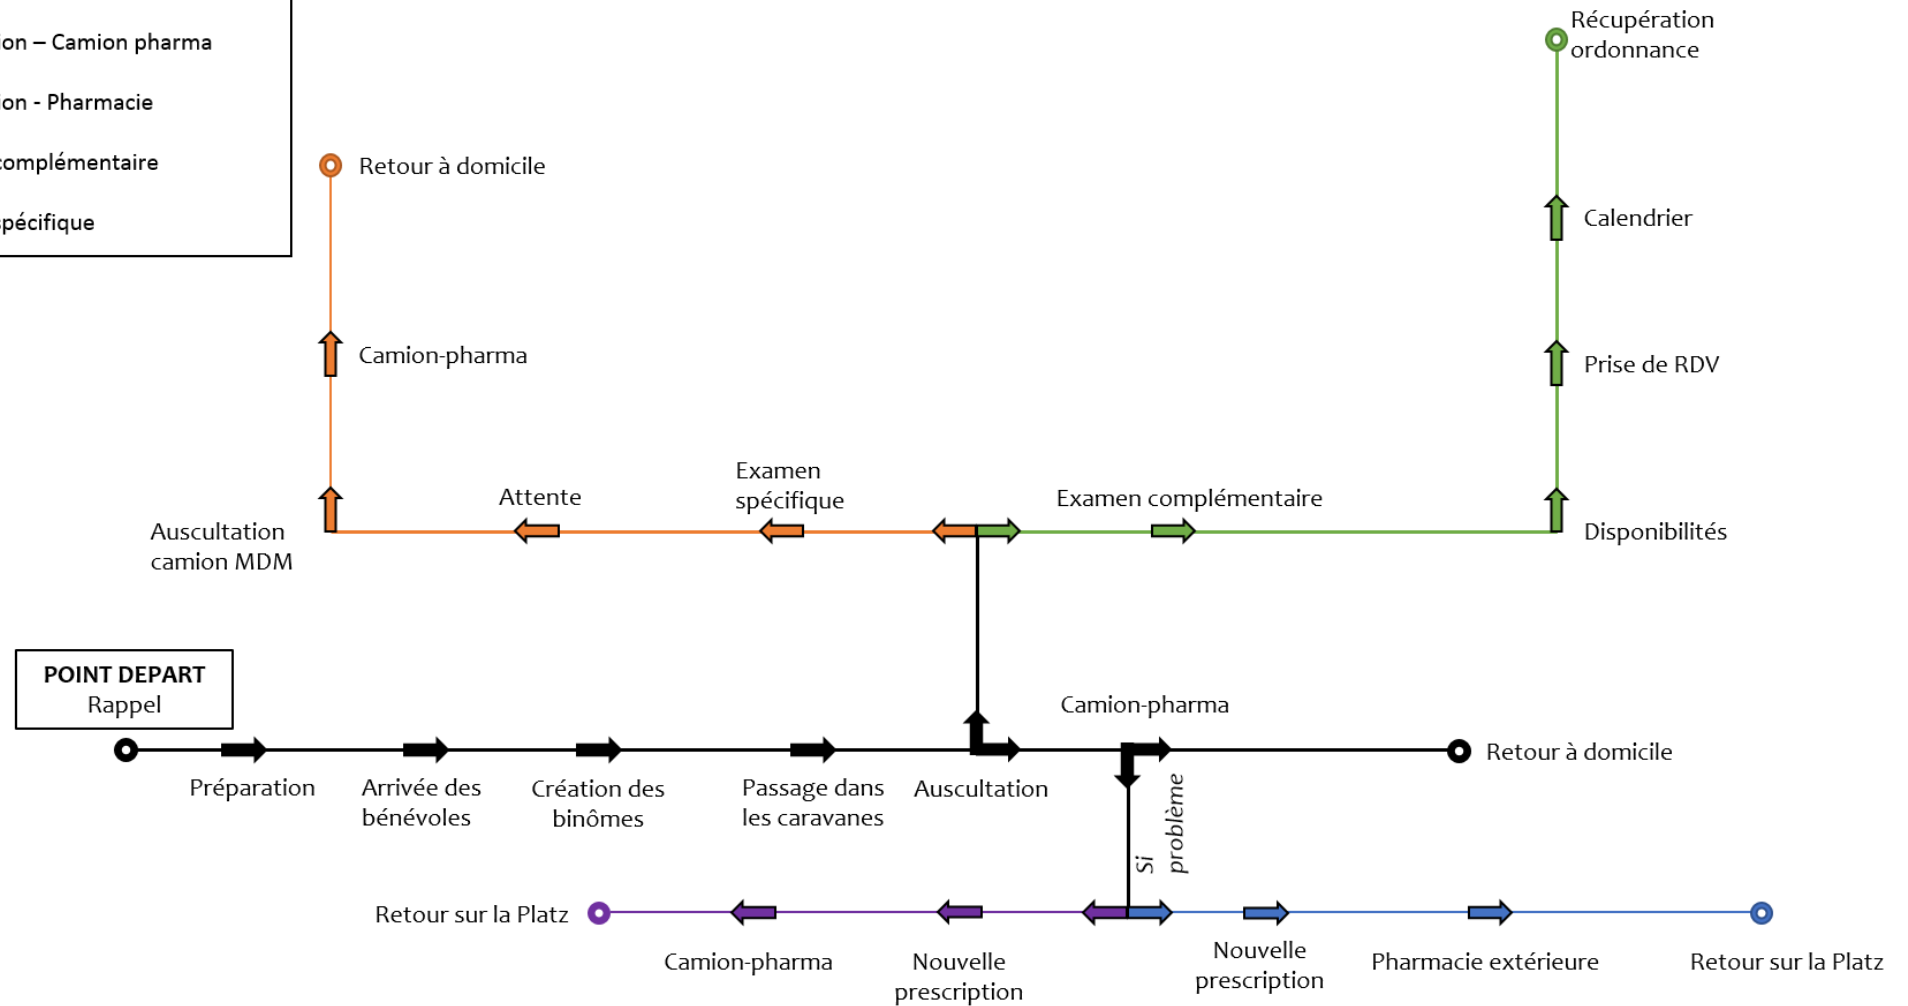 ion – Camion pharma
ion - Pharmacie
complémentaire
spécifique
Récupération
ordonnance
Retour à domicile
Calendrier
Camion-pharma
Prise de RDV
Examen
spécifique
Attente
Examen complémentaire
Auscultation
camion MDM
Disponibilités
POINT DEPART
Rappel
Camion-pharma
Retour à domicile
Préparation
Arrivée des
bénévoles
Création des
binômes
Passage dans
les caravanes
Auscultation
Si
problème
Retour sur la Platz
Camion-pharma
Nouvelle
prescription
Nouvelle
prescription
Pharmacie extérieure
Retour sur la Platz